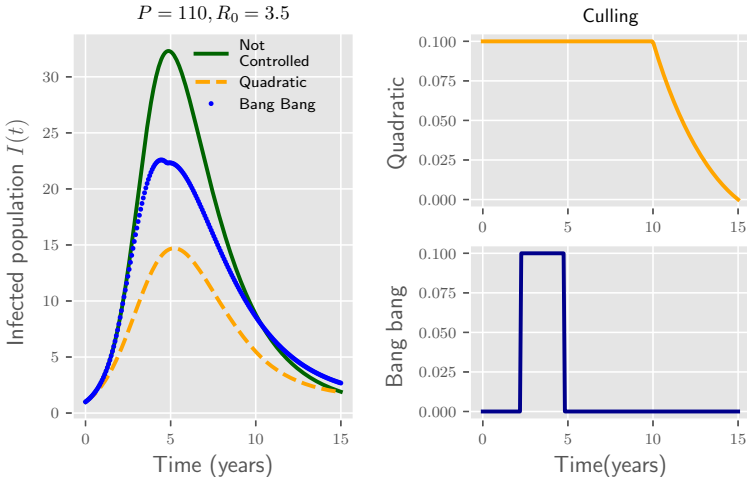 P = 110, R₀ = 3.5
Infected population I(t)
30
25
20
15
10
5
0
Not
Controlled
Quadratic
Bang Bang
0
5
10
15
Time (years)
Culling
Quadratic
0.100
0.075
0.050
0.025
0.000
0
5
10
15
Bang bang
0.100
0.075
0.050
0.025
0.000
0
5
10
15
Time(years)